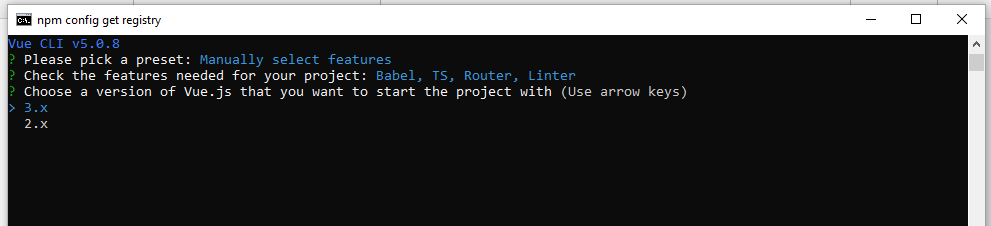 npm config get registry
Vue CLI v5.0.8
? Please pick a preset: Manually select features
? Check the features needed for your project: Babel, TS, Router, Linter
? Choose a version of Vue.js that you want to start the project with (Use arrow keys)
> 3.x
2.x